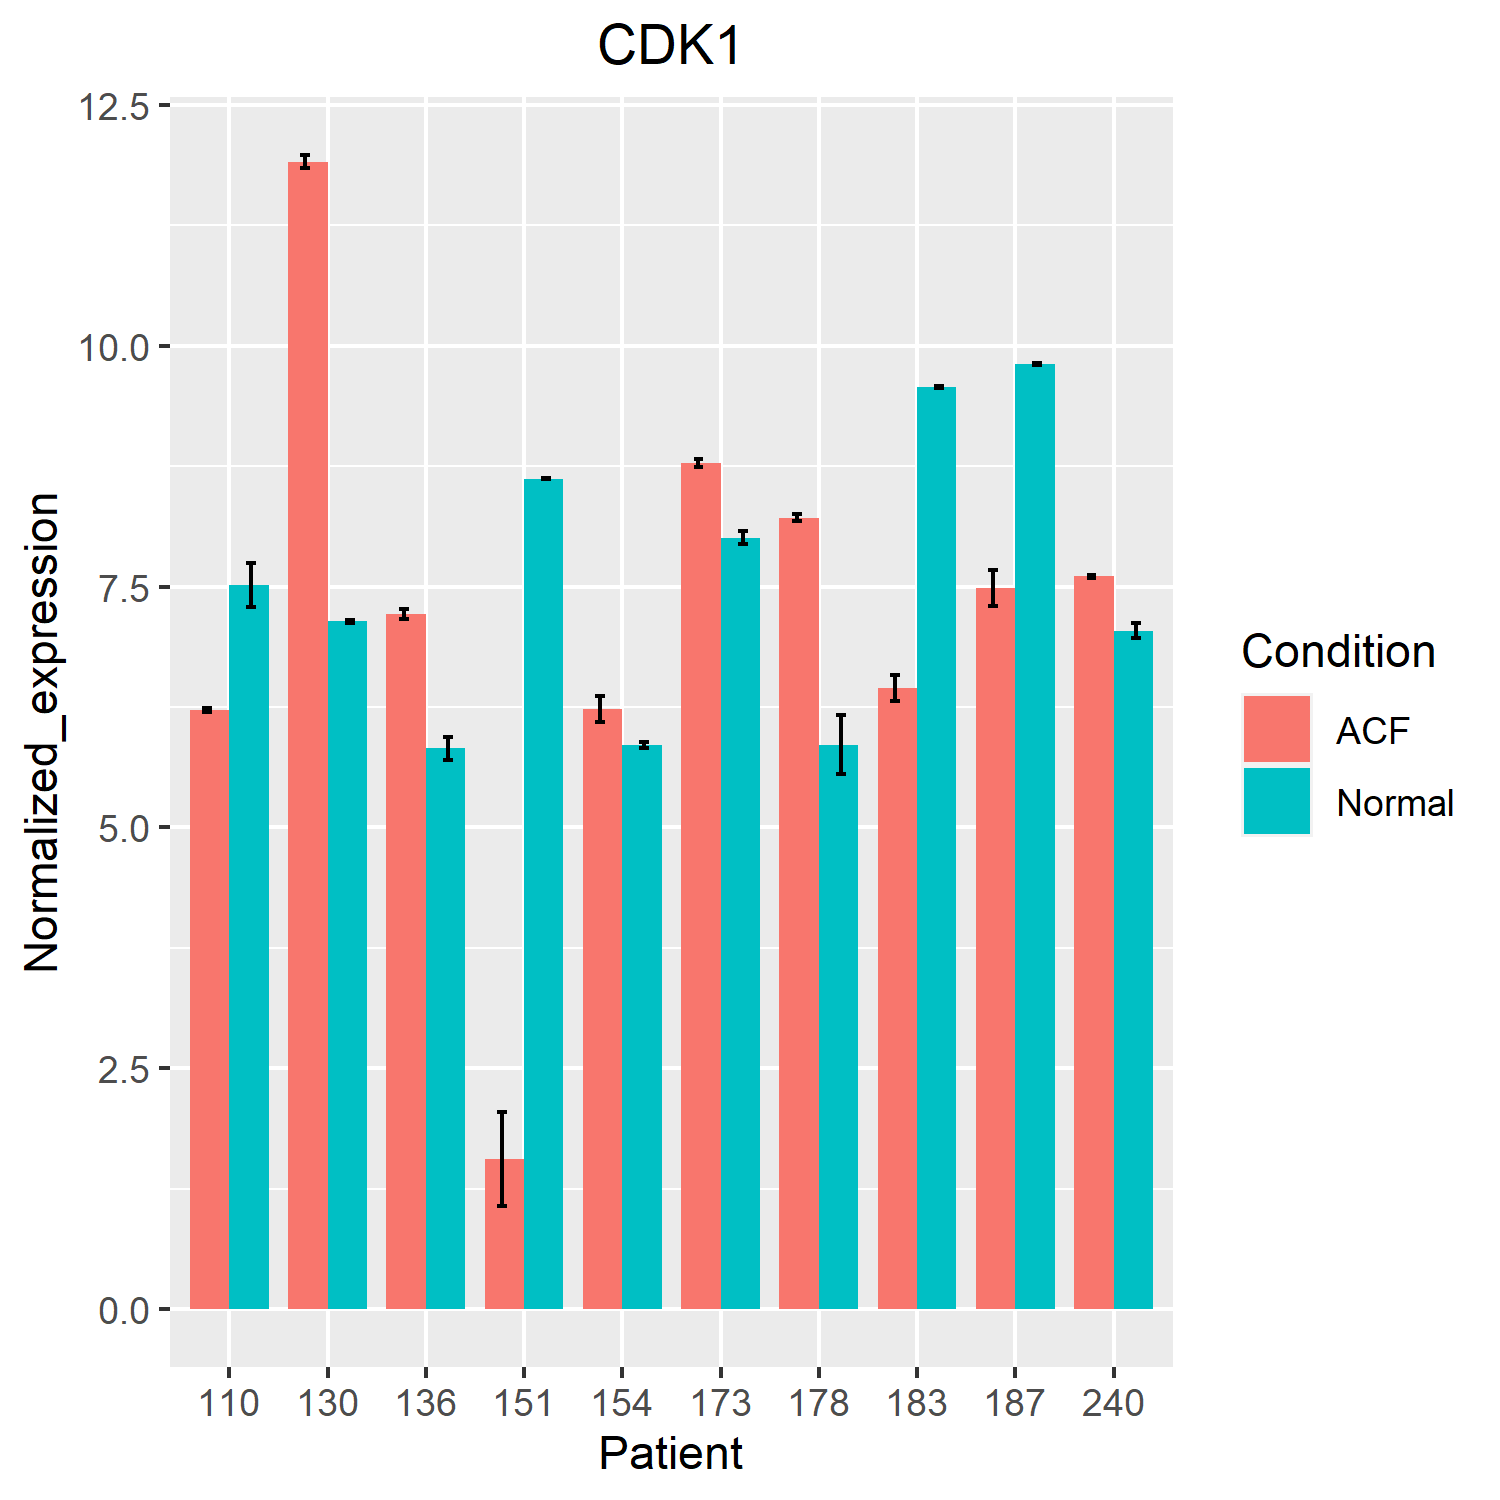 CDK1
12.5
10.0
7.5
5.0
2.5
0.0
Normalized_expression
110 130 136 151 154 173 178 183 187 240
Patient
Condition
ACF
Normal